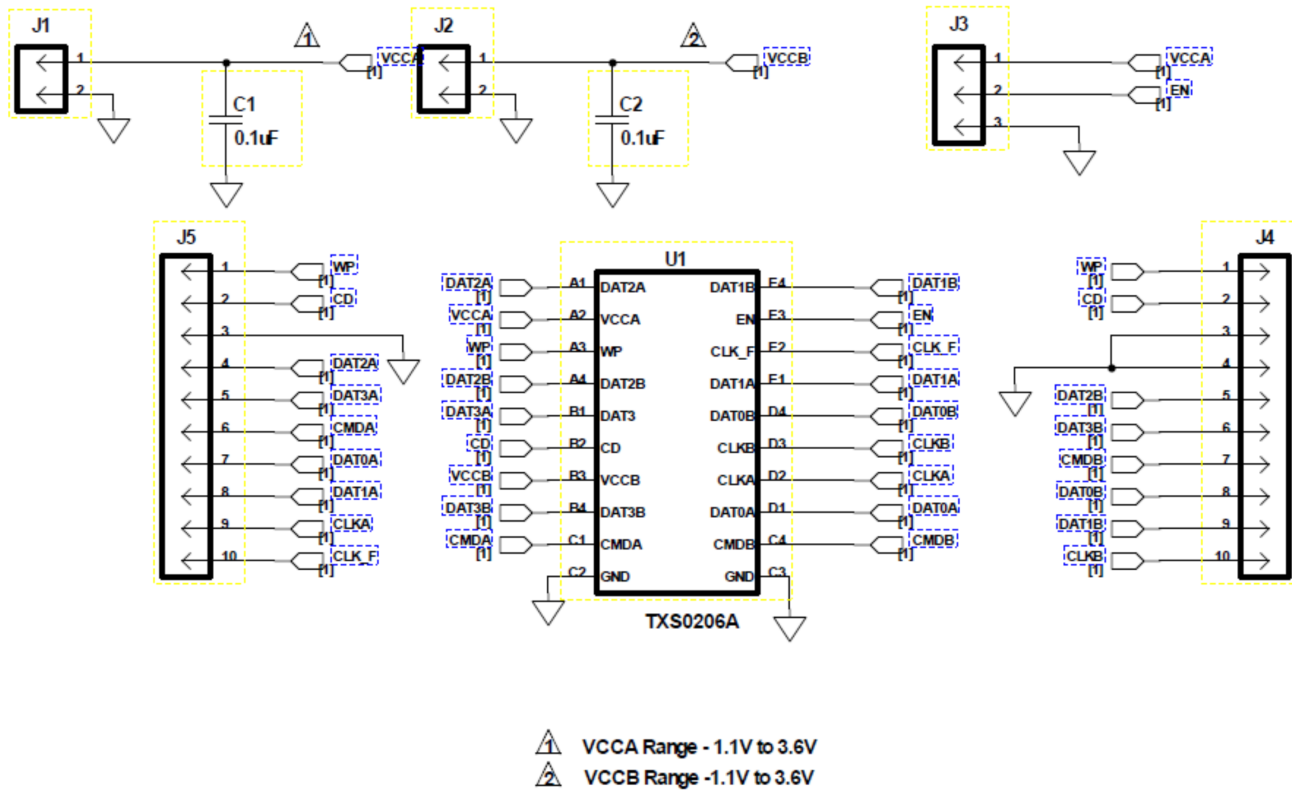 J1
J2
J3
1
2
1 VCCA [1]
1 VCCB [1]
1 VCCA [1]
2
2
2 EN [1]
3
C1
0.1uF
C2
0.1uF
J5
U1
J4
1 WP [1]
2 CD [1]
3
4 DAT2A [1]
5 DAT3A [1]
6 CMDA [1]
7 DAT0A [1]
8 DAT1A [1]
9 CLKA [1]
10 CLK_F [1]
DAT2A [1] A1 DAT2A DAT1B E4 DAT1B [1]
VCCA [1] A2 VCCA EN E3 EN [1]
WP [1] A3 WP CLK_F E2 CLK_F [1]
DAT2B [1] A4 DAT2B DAT1A E1 DAT1A [1]
DAT3A [1] B1 DAT3 DAT0B D4 DAT0B [1]
CD [1] B2 CD CLKB D3 CLKB [1]
VCCB [1] B3 VCCB CLKA D2 CLKA [1]
DAT3B [1] B4 DAT3B DAT0A D1 DAT0A [1]
CMDA [1] C1 CMDA CMDB C4 CMDB [1]
C2 GND GND C3
TXS0206A
WP [1] 1
CD [1] 2
3
4
DAT2B [1] 5
DAT3B [1] 6
CMDB [1] 7
DAT0B [1] 8
DAT1B [1] 9
CLKB [1] 10
1 VCCA Range - 1.1V to 3.6V
2 VCCB Range -1.1V to 3.6V